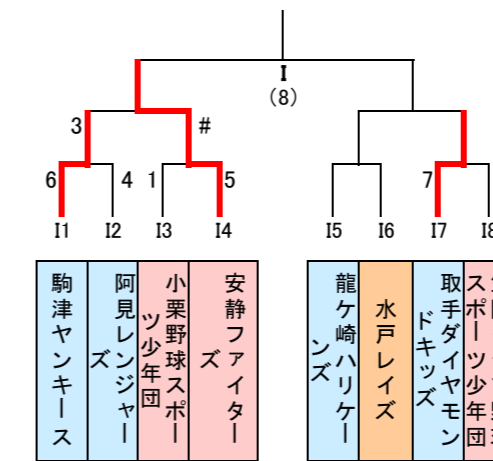 I
(8)
3
#
6
4
1
5
7
I1
I2
I3
I4
I5
I6
I7
I8
駒津ヤンキース
阿見レンジャー
ズ
小栗野球スポー
ツ少年団
安静ファイター
ズ
龍ケ崎ハリケー
ンズ
水戸レイズ
取手ダイヤモン
ドキッズ
スポーツ少年団